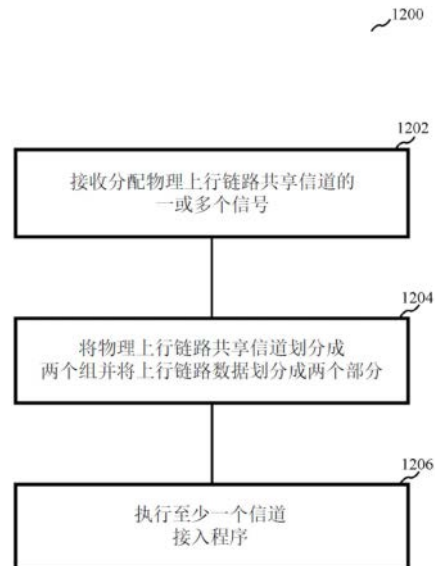 1200
1202
接收分配物理上行链路共享信道的
一或多个信号
1204
将物理上行链路共享信道划分成
两个组并将上行链路数据划分成两个部分
1206
执行至少一个信道
接入程序